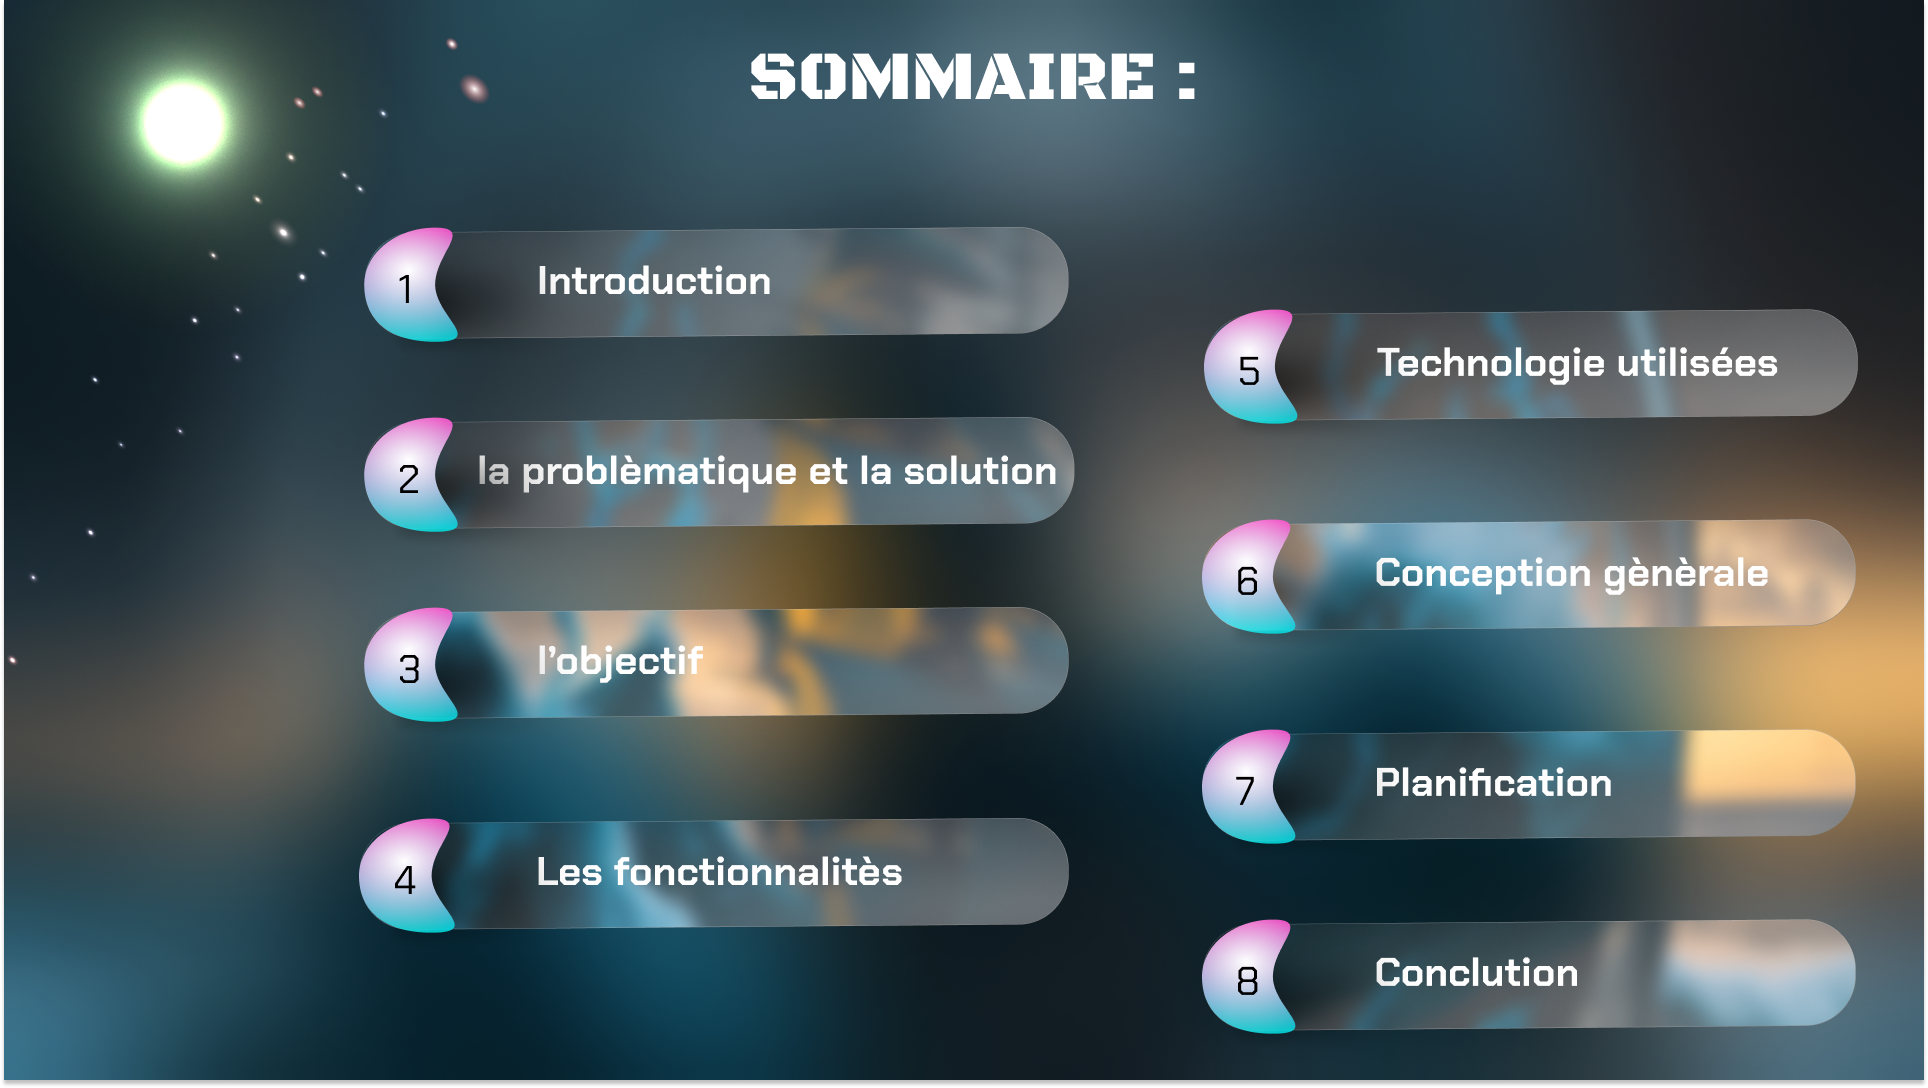 SOMMAIRE :
1
Introduction
2
la problèmatique et la solution
3
l'objectif
4
Les fonctionnalitès
5
Technologie utilisées
6
Conception gènèrale
7
Planification
8
Conclution